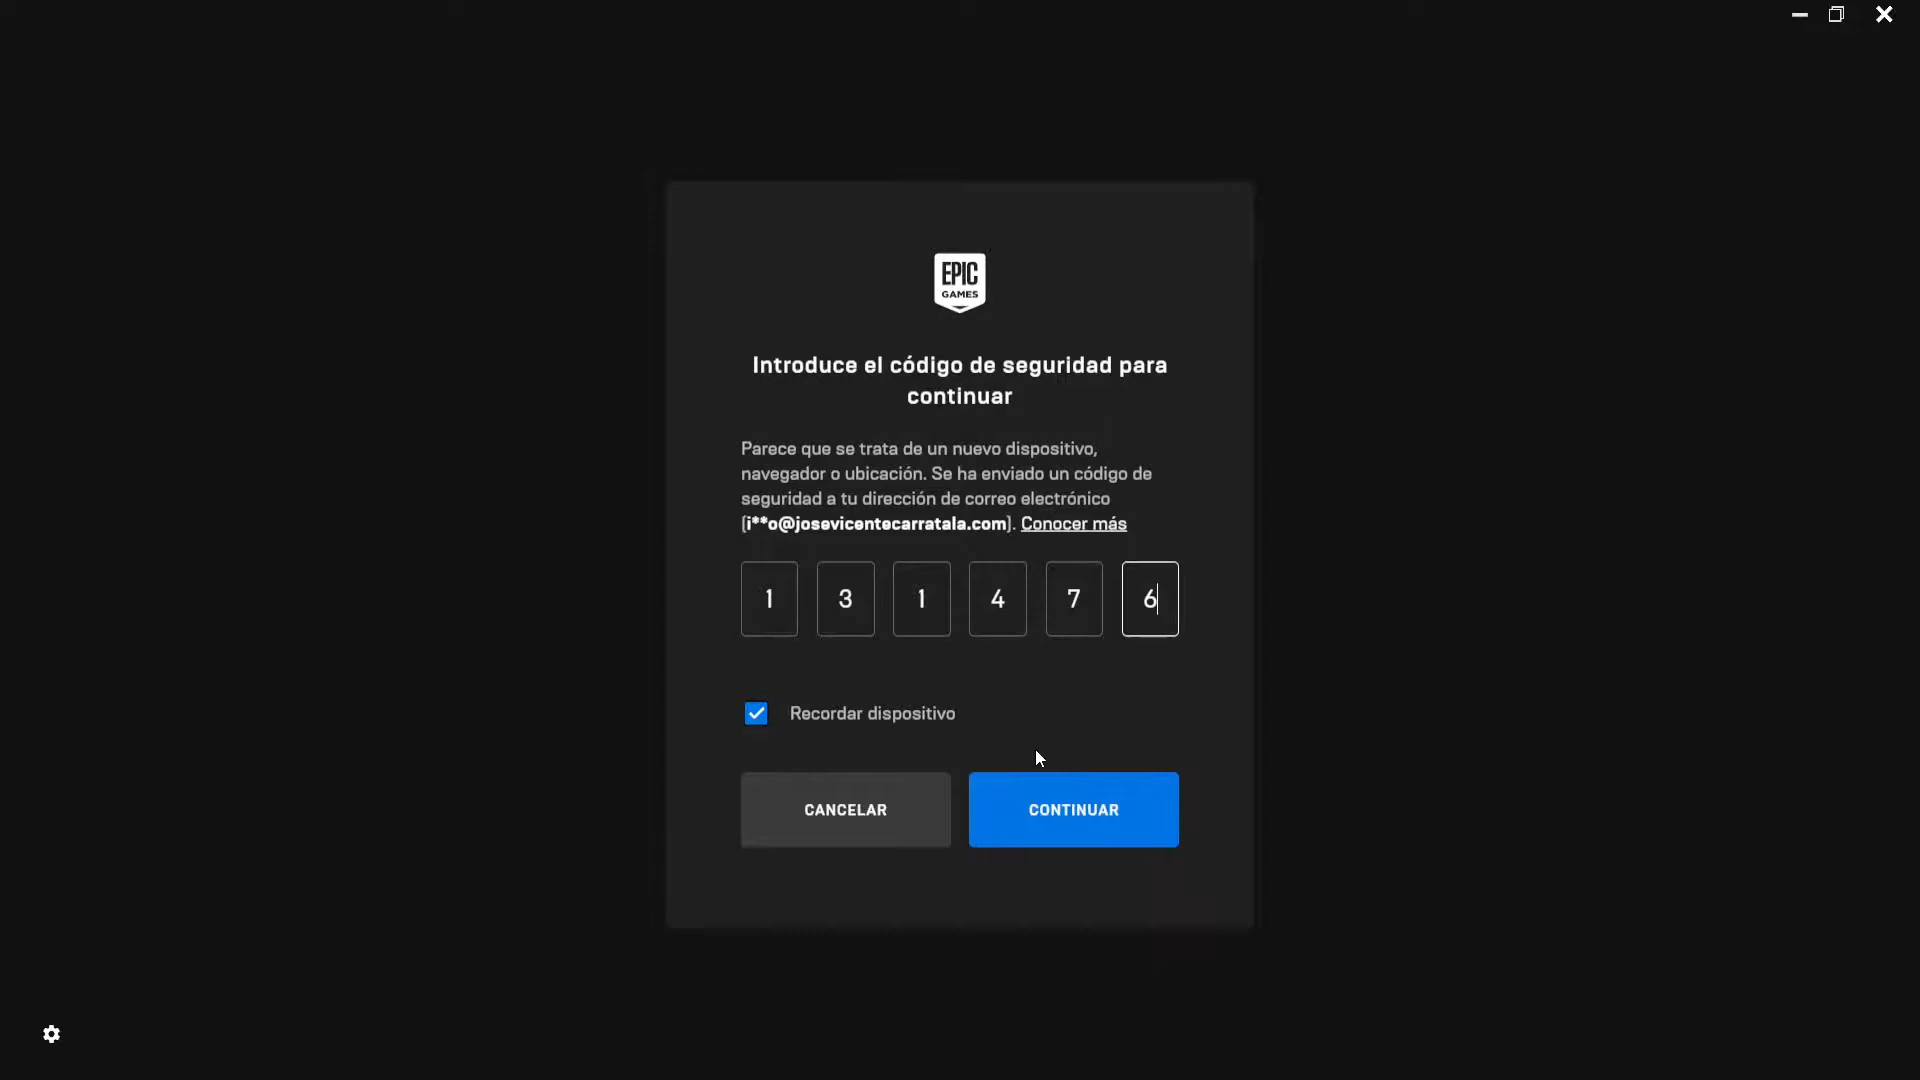 EPIC
GAMES
Introduce el código de seguridad para
continuar
Parece que se trata de un nuevo dispositivo,
navegador o ubicación. Se ha enviado un código de
seguridad a tu dirección de correo electrónico
(i**o@josevicentecarratala.com). Conocer más
1 3 1 4 7 6
Recordar dispositivo
CANCELAR CONTINUAR